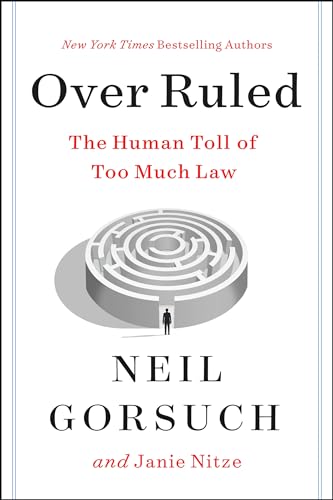 New York Times Bestselling Authors
Over Ruled
The Human Toll of
Too Much Law
NEIL
GORSUCH
and Janie Nitze